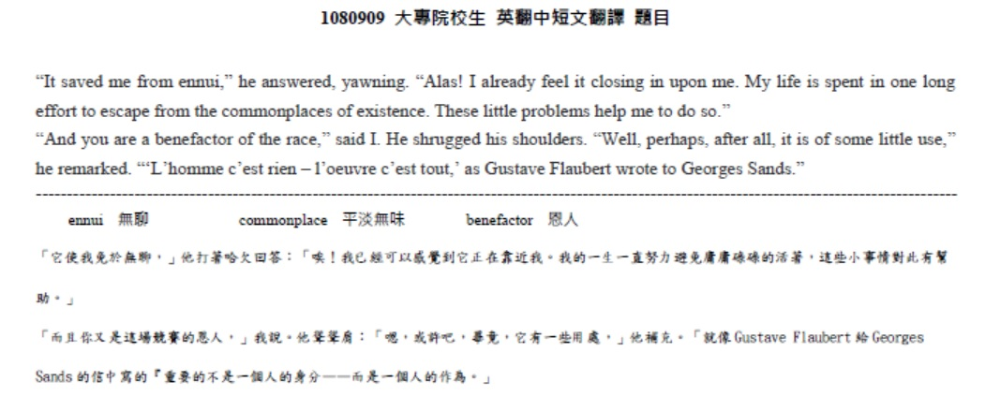 1080909 大專院校生 英翻中短文翻譯 題目
“It saved me from ennui,” he answered, yawning. “Alas! I already feel it closing in upon me. My life is spent in one long
effort to escape from the commonplaces of existence. These little problems help me to do so.”
“And you are a benefactor of the race,” said I. He shrugged his shoulders. “Well, perhaps, after all, it is of some little use,”
he remarked. “‘L’homme c’est rien – l’oeuvre c’est tout,’ as Gustave Flaubert wrote to Georges Sands.”
ennui 無聊 commonplace 平淡無味 benefactor 恩人
「它使我免於無聊，」他打著哈欠回答：「唉！我已經可以感覺到它正在靠近我。我的一生一直努力避免庸庸碌碌的活著，這些小事情對此有幫
助。」
「而且你又是這場競賽的恩人，」我說。他聳聳肩：「嗯，或許吧，畢竟，它有一些用處，」他補充。「就像 Gustave Flaubert 給 Georges
Sands 的信中寫的『重要的不是一個人的身分——而是一個人的作為。」